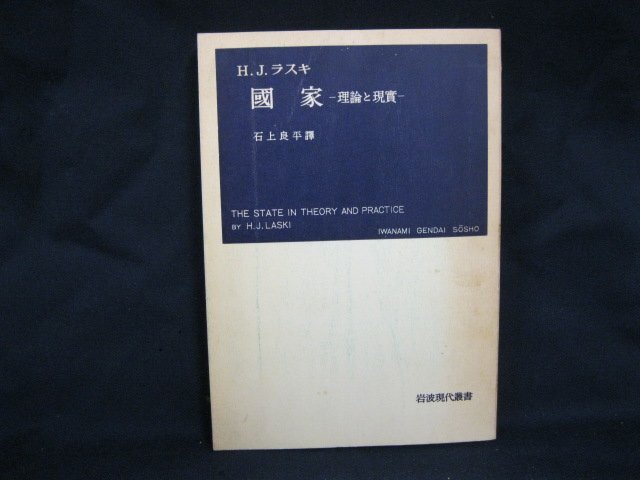 H.J.ラスキ
國家 -理論と現實-
石上良平譯
THE STATE IN THEORY AND PRACTICE
BY H.J.LASKI
IWANAMI GENDAI SŌSHO
岩波現代叢書